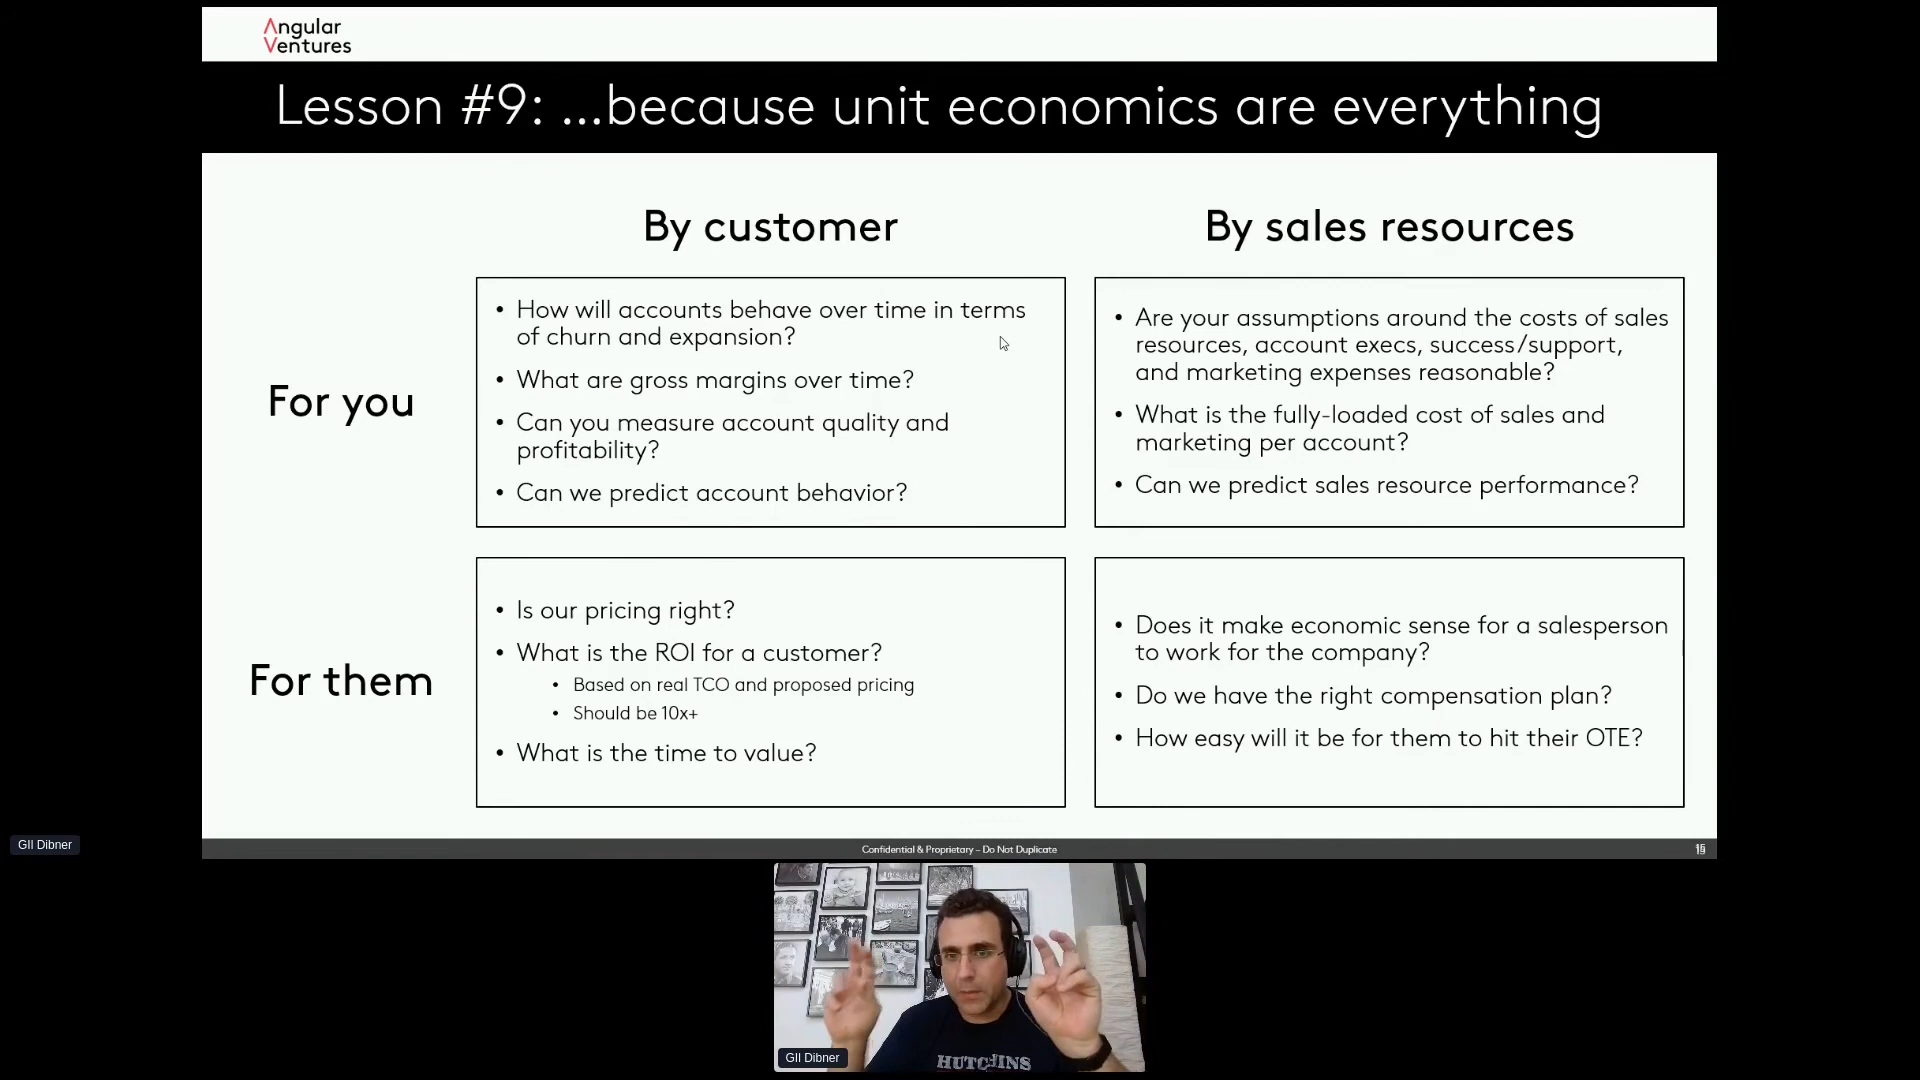 Angular
Ventures
Lesson #9: ...because unit economics are everything
By customer
By sales resources
For you
• How will accounts behave over time in terms
of churn and expansion?
• What are gross margins over time?
• Can you measure account quality and
profitability?
• Can we predict account behavior?
• Are your assumptions around the costs of sales
resources, account execs, success/support,
and marketing expenses reasonable?
• What is the fully-loaded cost of sales and
marketing per account?
• Can we predict sales resource performance?
For them
• Is our pricing right?
• What is the ROI for a customer?
• Based on real TCO and proposed pricing
• Should be 10x+
• What is the time to value?
• Does it make economic sense for a salesperson
to work for the company?
• Do we have the right compensation plan?
• How easy will it be for them to hit their OTE?
GIl Dibner
Confidential & Proprietary – Do Not Duplicate
GIl Dibner
HUTCHINS